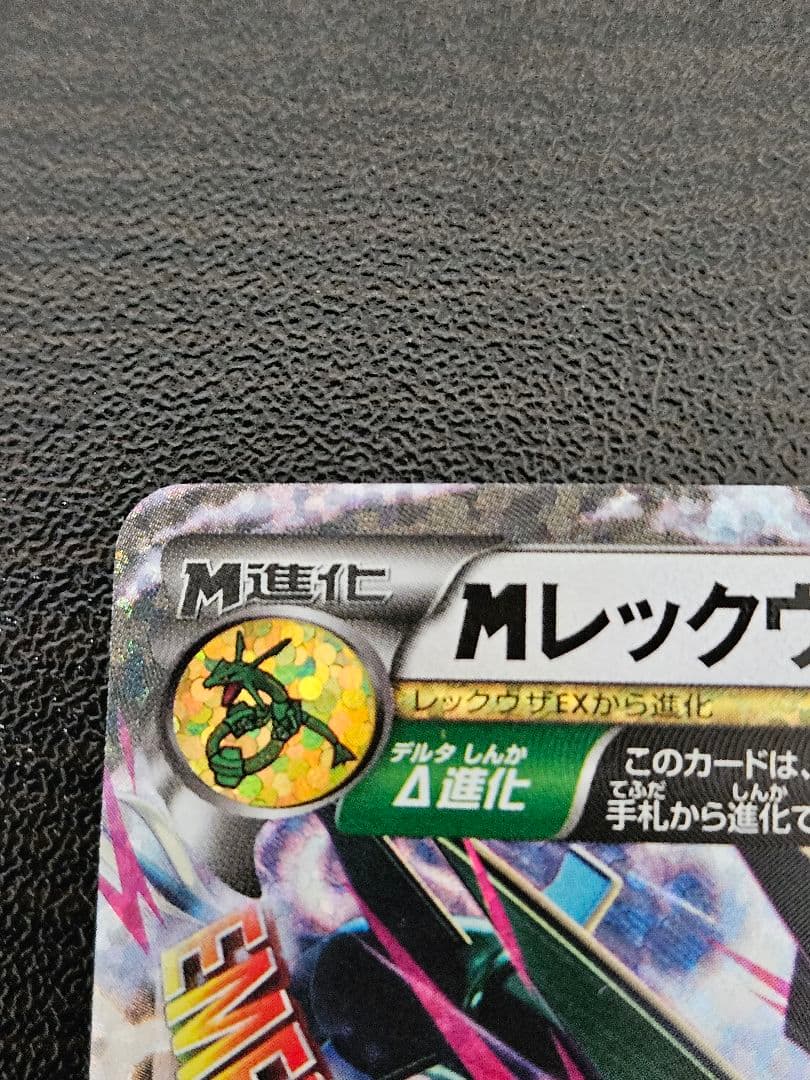 M進化
Mレックウ
レックウザEXから進化
デルタ しんか
Δ進化
このカードは、
てふだ しんか
手札から進化で
EME